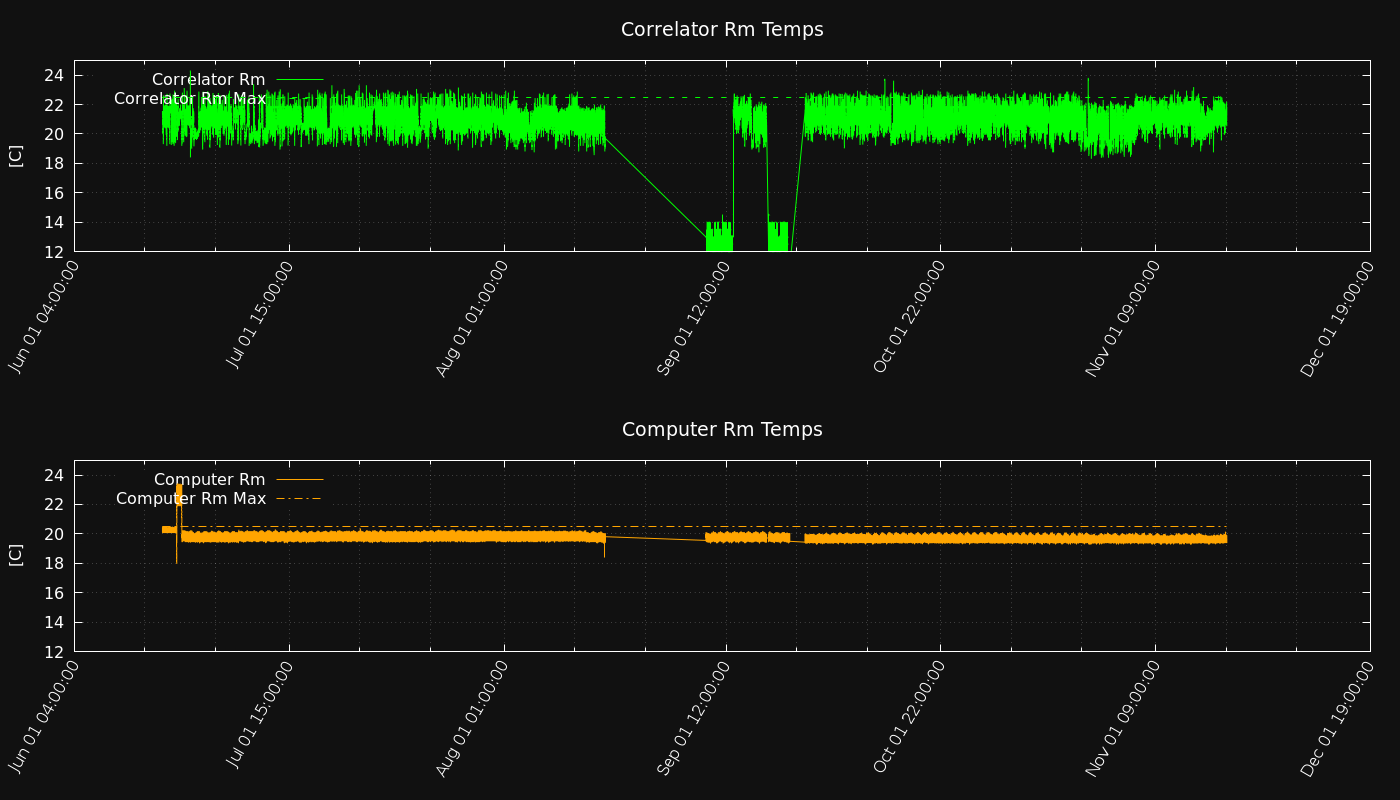 Correlator Rm Temps
Correlator Rm
Correlator Rm Max
24
22
20
18
16
14
12
[C]
Jun 01 04:00:00
Jul 01 15:00:00
Aug 01 01:00:00
Sep 01 12:00:00
Oct 01 22:00:00
Nov 01 09:00:00
Dec 01 19:00:00
Computer Rm Temps
Computer Rm
Computer Rm Max
24
22
20
18
16
14
12
[C]
Jun 01 04:00:00
Jul 01 15:00:00
Aug 01 01:00:00
Sep 01 12:00:00
Oct 01 22:00:00
Nov 01 09:00:00
Dec 01 19:00:00